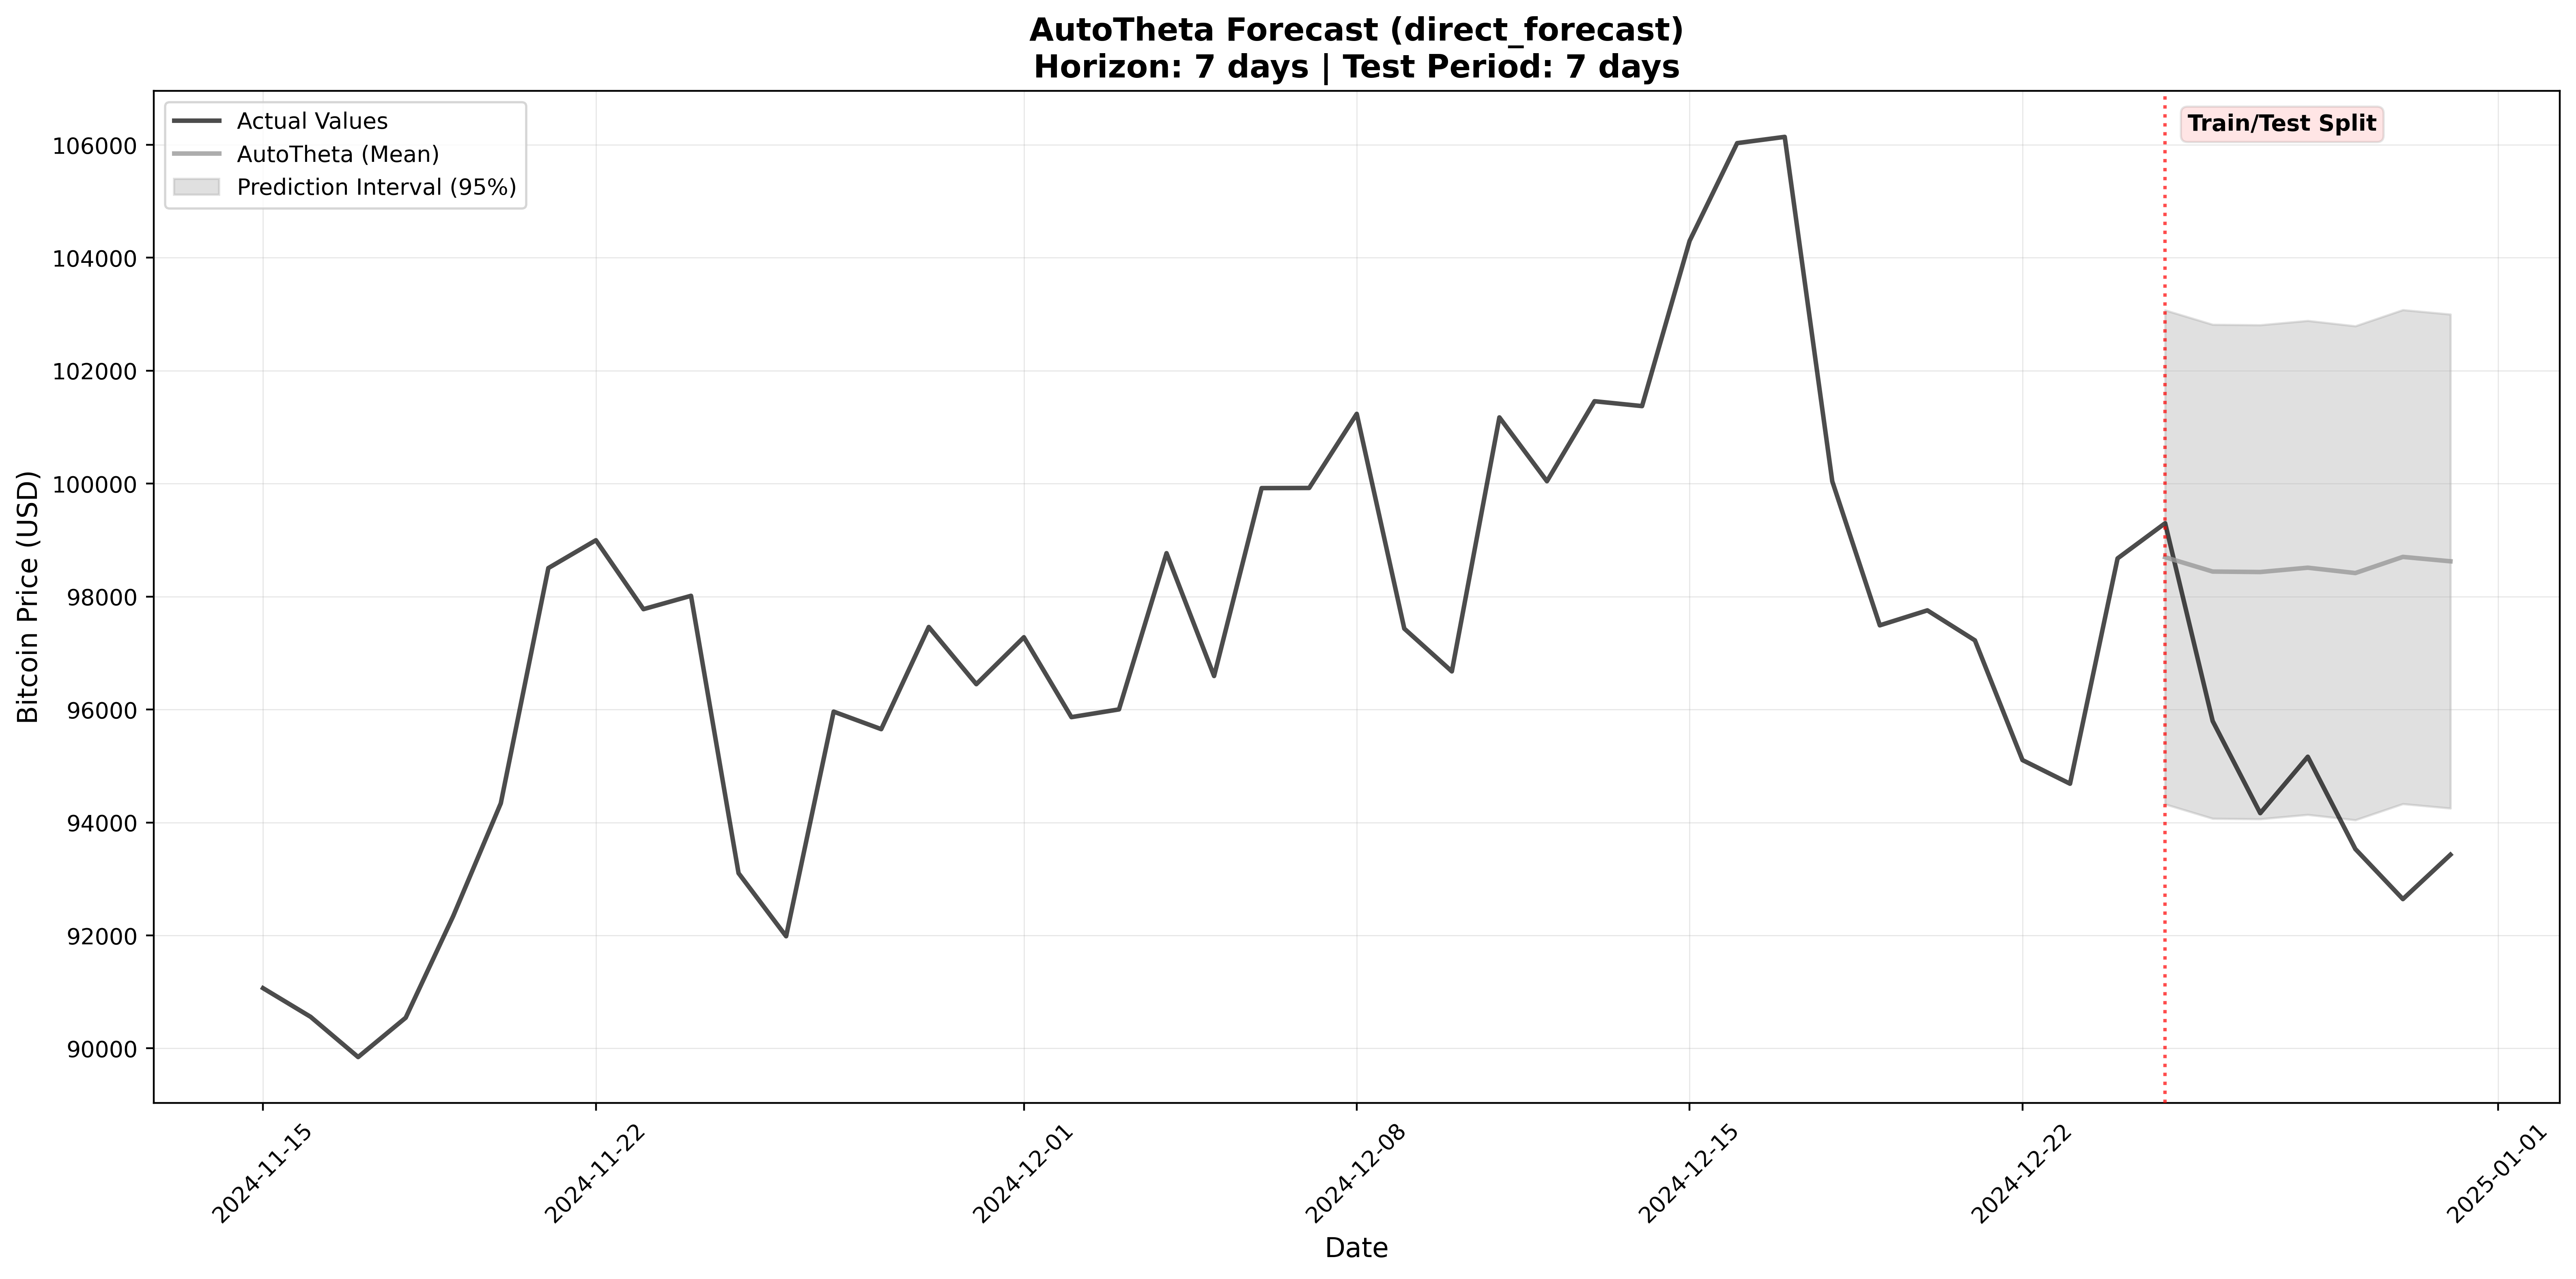 AutoTheta Forecast (direct_forecast)
Horizon: 7 days | Test Period: 7 days
Actual Values
AutoTheta (Mean)
Prediction Interval (95%)
Train/Test Split
Bitcoin Price (USD)
106000
104000
102000
100000
98000
96000
94000
92000
90000
2024-11-15
2024-11-22
2024-12-01
2024-12-08
2024-12-15
2024-12-22
2025-01-01
Date